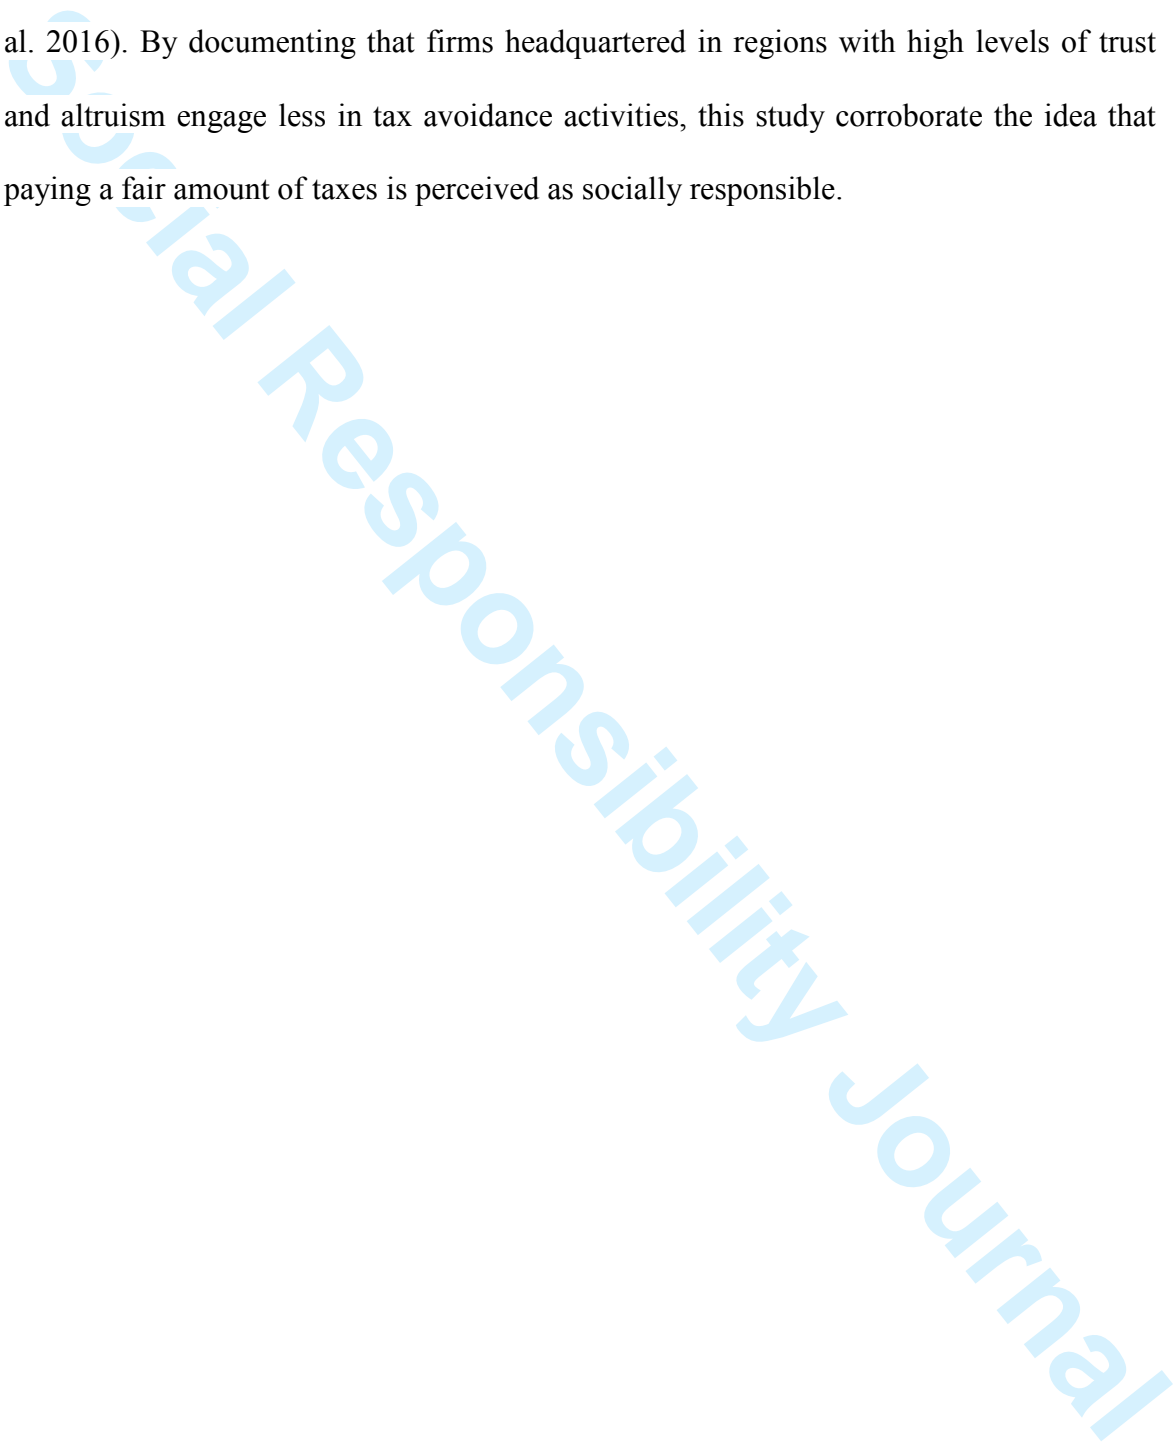 al. 2016). By documenting that firms headquartered in regions with high levels of trust
and altruism engage less in tax avoidance activities, this study corroborate the idea that
paying a fair amount of taxes is perceived as socially responsible.
Social Responsibility Journal